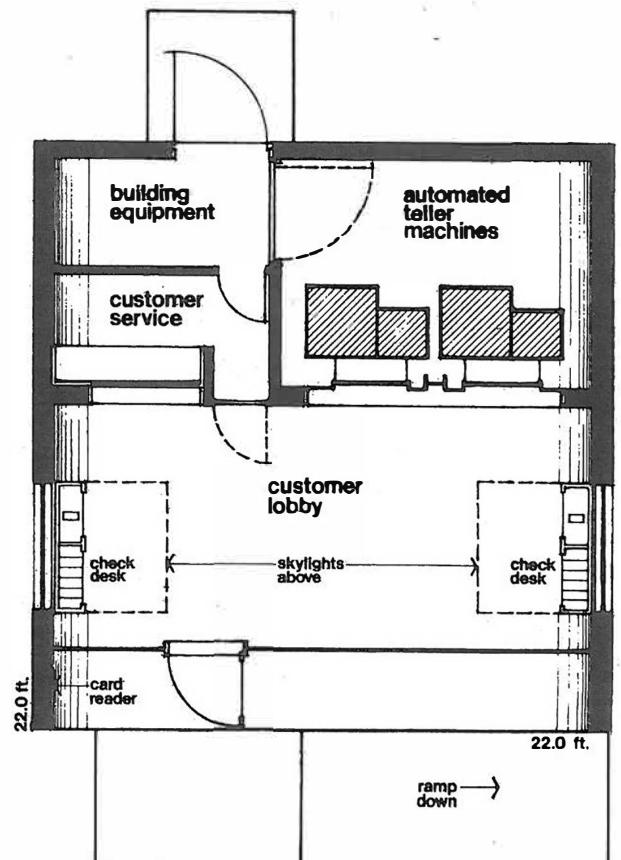 building
equipment
automated
teller
machines
customer
service
customer
lobby
check
desk
skylights
above
check
desk
card
reader
22.0 ft.
22.0 ft.
ramp
down